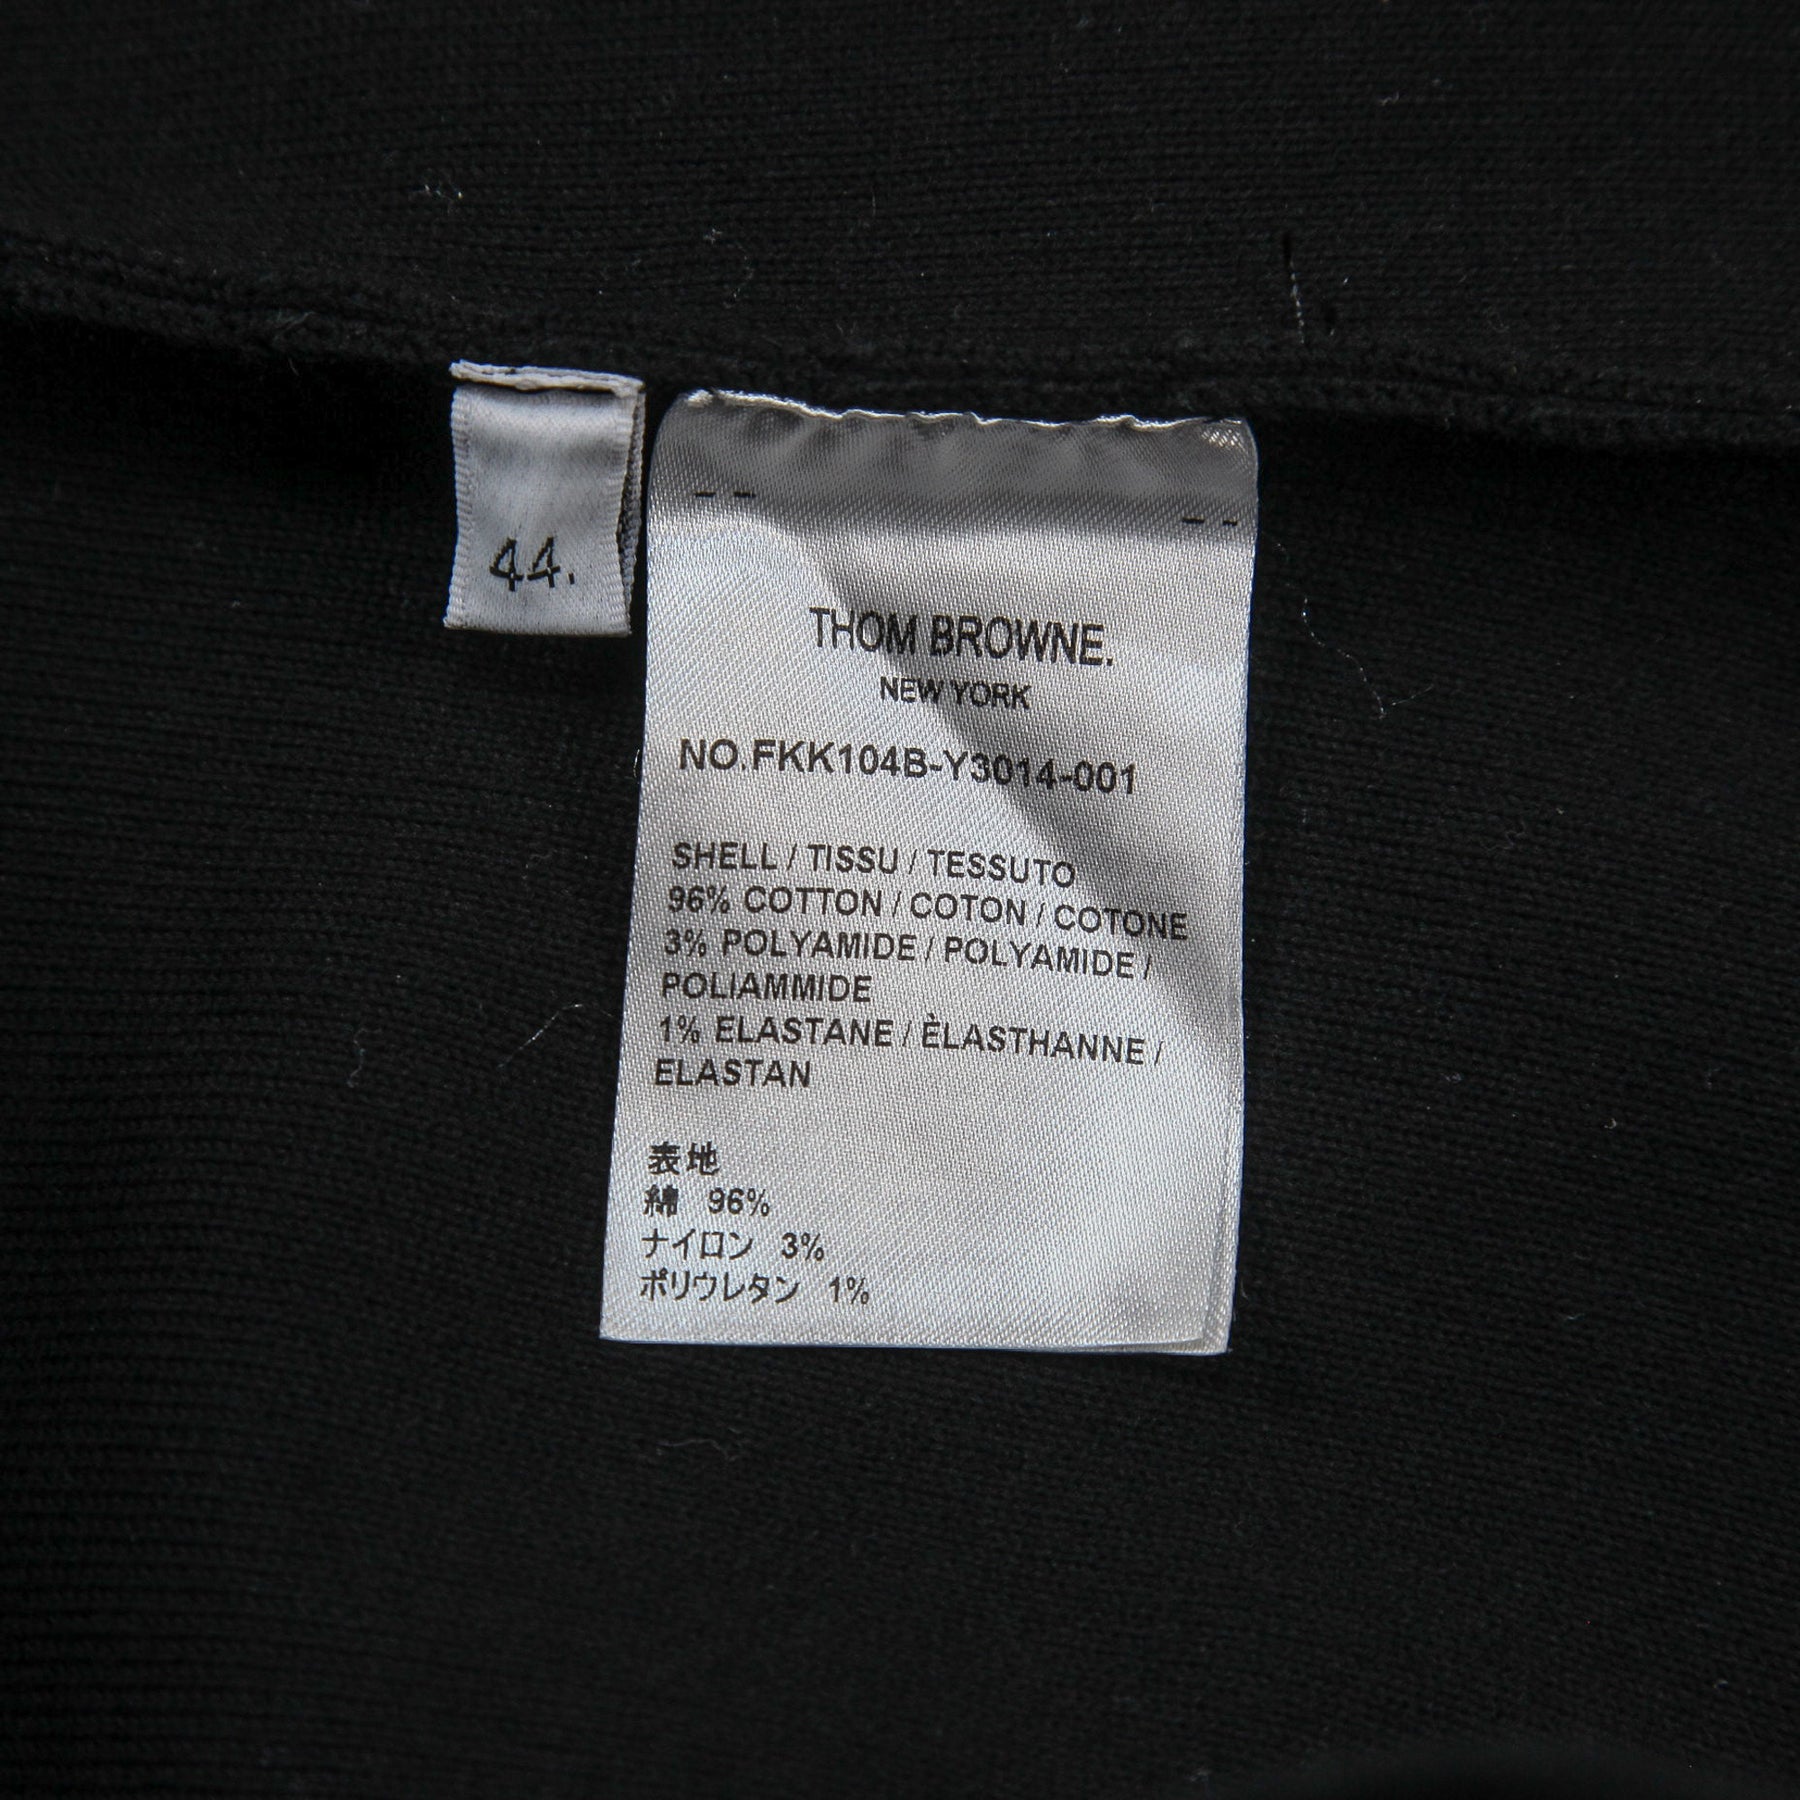 44.
THOM BROWNE.
NEW YORK
NO.FKK104B-Y3014-001
SHELL / TISSU / TESSUTO
96% COTTON / COTON / COTONE
3% POLYAMIDE / POLYAMIDE /
POLIAMMIDE
1% ELASTANE / ÈLASTHANNE /
ELASTAN
表地
綿 96%
ナイロン 3%
ポリウレタン 1%